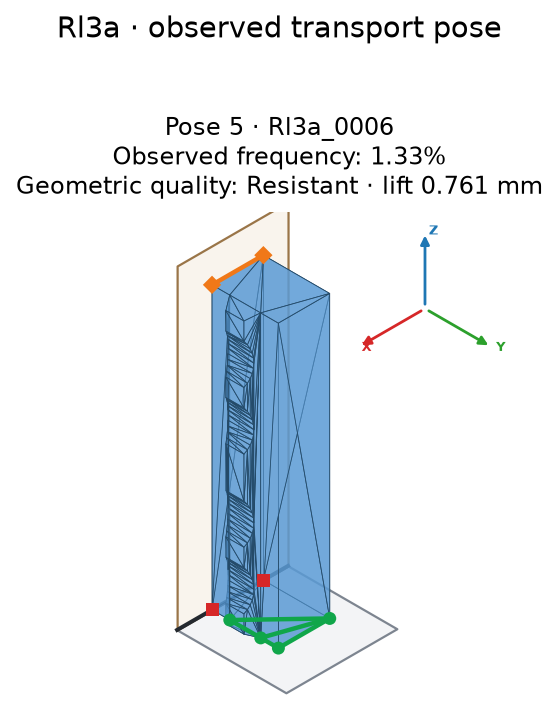 Rl3a · observed transport pose
Pose 5 · Rl3a_0006
Observed frequency: 1.33%
Geometric quality: Resistant · lift 0.761 mm
Z
X
Y